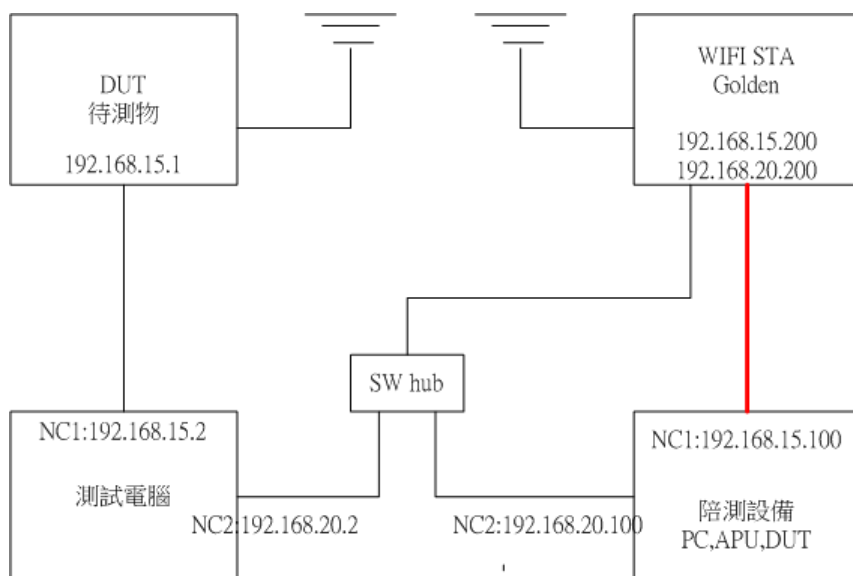 DUT
待測物
192.168.15.1
WIFI STA
Golden
192.168.15.200
192.168.20.200
SW hub
NC1:192.168.15.2
測試電腦
NC2:192.168.20.2
NC1:192.168.15.100
陪測設備
PC,APU,DUT
NC2:192.168.20.100